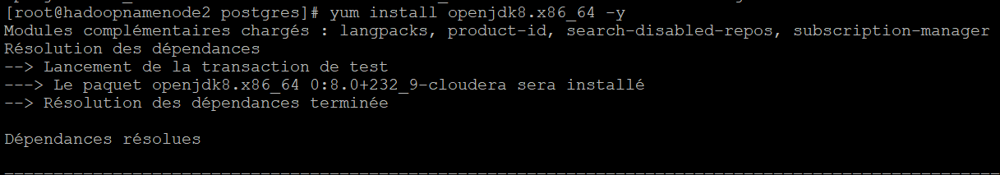 [root@hadoopnamenode2 postgres]# yum install openjdk8.x86_64 -y
Modules complémentaires chargés : langpacks, product-id, search-disabled-repos, subscription-manager
Résolution des dépendances
--> Lancement de la transaction de test
---> Le paquet openjdk8.x86_64 0:8.0+232_9-cloudera sera installé
--> Résolution des dépendances terminée
Dépendances résolues